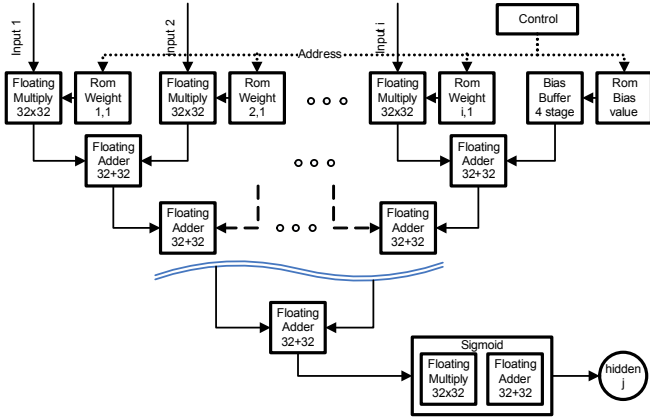 Input 1
Input 2
Input i
Control
Address
Floating
Multiply
32x32
Rom
Weight
1,1
Floating
Multiply
32x32
Rom
Weight
2,1
Floating
Multiply
32x32
Rom
Weight
i,1
Bias
Buffer
4 stage
Rom
Bias
value
Floating
Adder
32+32
Floating
Adder
32+32
Floating
Adder
32+32
Floating
Adder
32+32
Floating
Adder
32+32
Sigmoid
Floating
Multiply
32x32
Floating
Adder
32+32
hidden
j